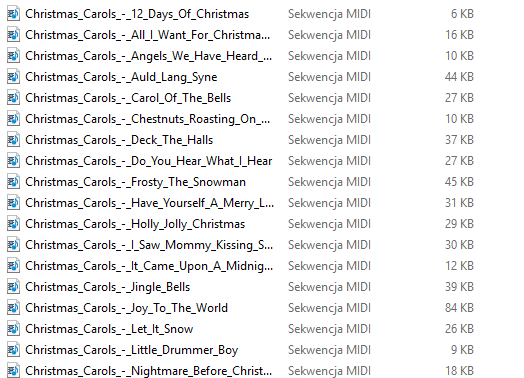 Christmas_Carols_-_12_Days_Of_Christmas Sekwencja MIDI 6 KB
Christmas_Carols_-_All_I_Want_For_Christma... Sekwencja MIDI 16 KB
Christmas_Carols_-_Angels_We_Have_Heard_... Sekwencja MIDI 10 KB
Christmas_Carols_-_Auld_Lang_Syne Sekwencja MIDI 44 KB
Christmas_Carols_-_Carol_Of_The_Bells Sekwencja MIDI 27 KB
Christmas_Carols_-_Chestnuts_Roasting_On_... Sekwencja MIDI 10 KB
Christmas_Carols_-_Deck_The_Halls Sekwencja MIDI 37 KB
Christmas_Carols_-_Do_You_Hear_What_I_Hear Sekwencja MIDI 27 KB
Christmas_Carols_-_Frosty_The_Snowman Sekwencja MIDI 45 KB
Christmas_Carols_-_Have_Yourself_A_Merry_L... Sekwencja MIDI 31 KB
Christmas_Carols_-_Holly_Jolly_Christmas Sekwencja MIDI 29 KB
Christmas_Carols_-_I_Saw_Mommy_Kissing_S... Sekwencja MIDI 30 KB
Christmas_Carols_-_It_Came_Upon_A_Midnig... Sekwencja MIDI 12 KB
Christmas_Carols_-_Jingle_Bells Sekwencja MIDI 39 KB
Christmas_Carols_-_Joy_To_The_World Sekwencja MIDI 84 KB
Christmas_Carols_-_Let_It_Snow Sekwencja MIDI 26 KB
Christmas_Carols_-_Little_Drummer_Boy Sekwencja MIDI 9 KB
Christmas_Carols_-_Nightmare_Before_Christ... Sekwencja MIDI 18 KB